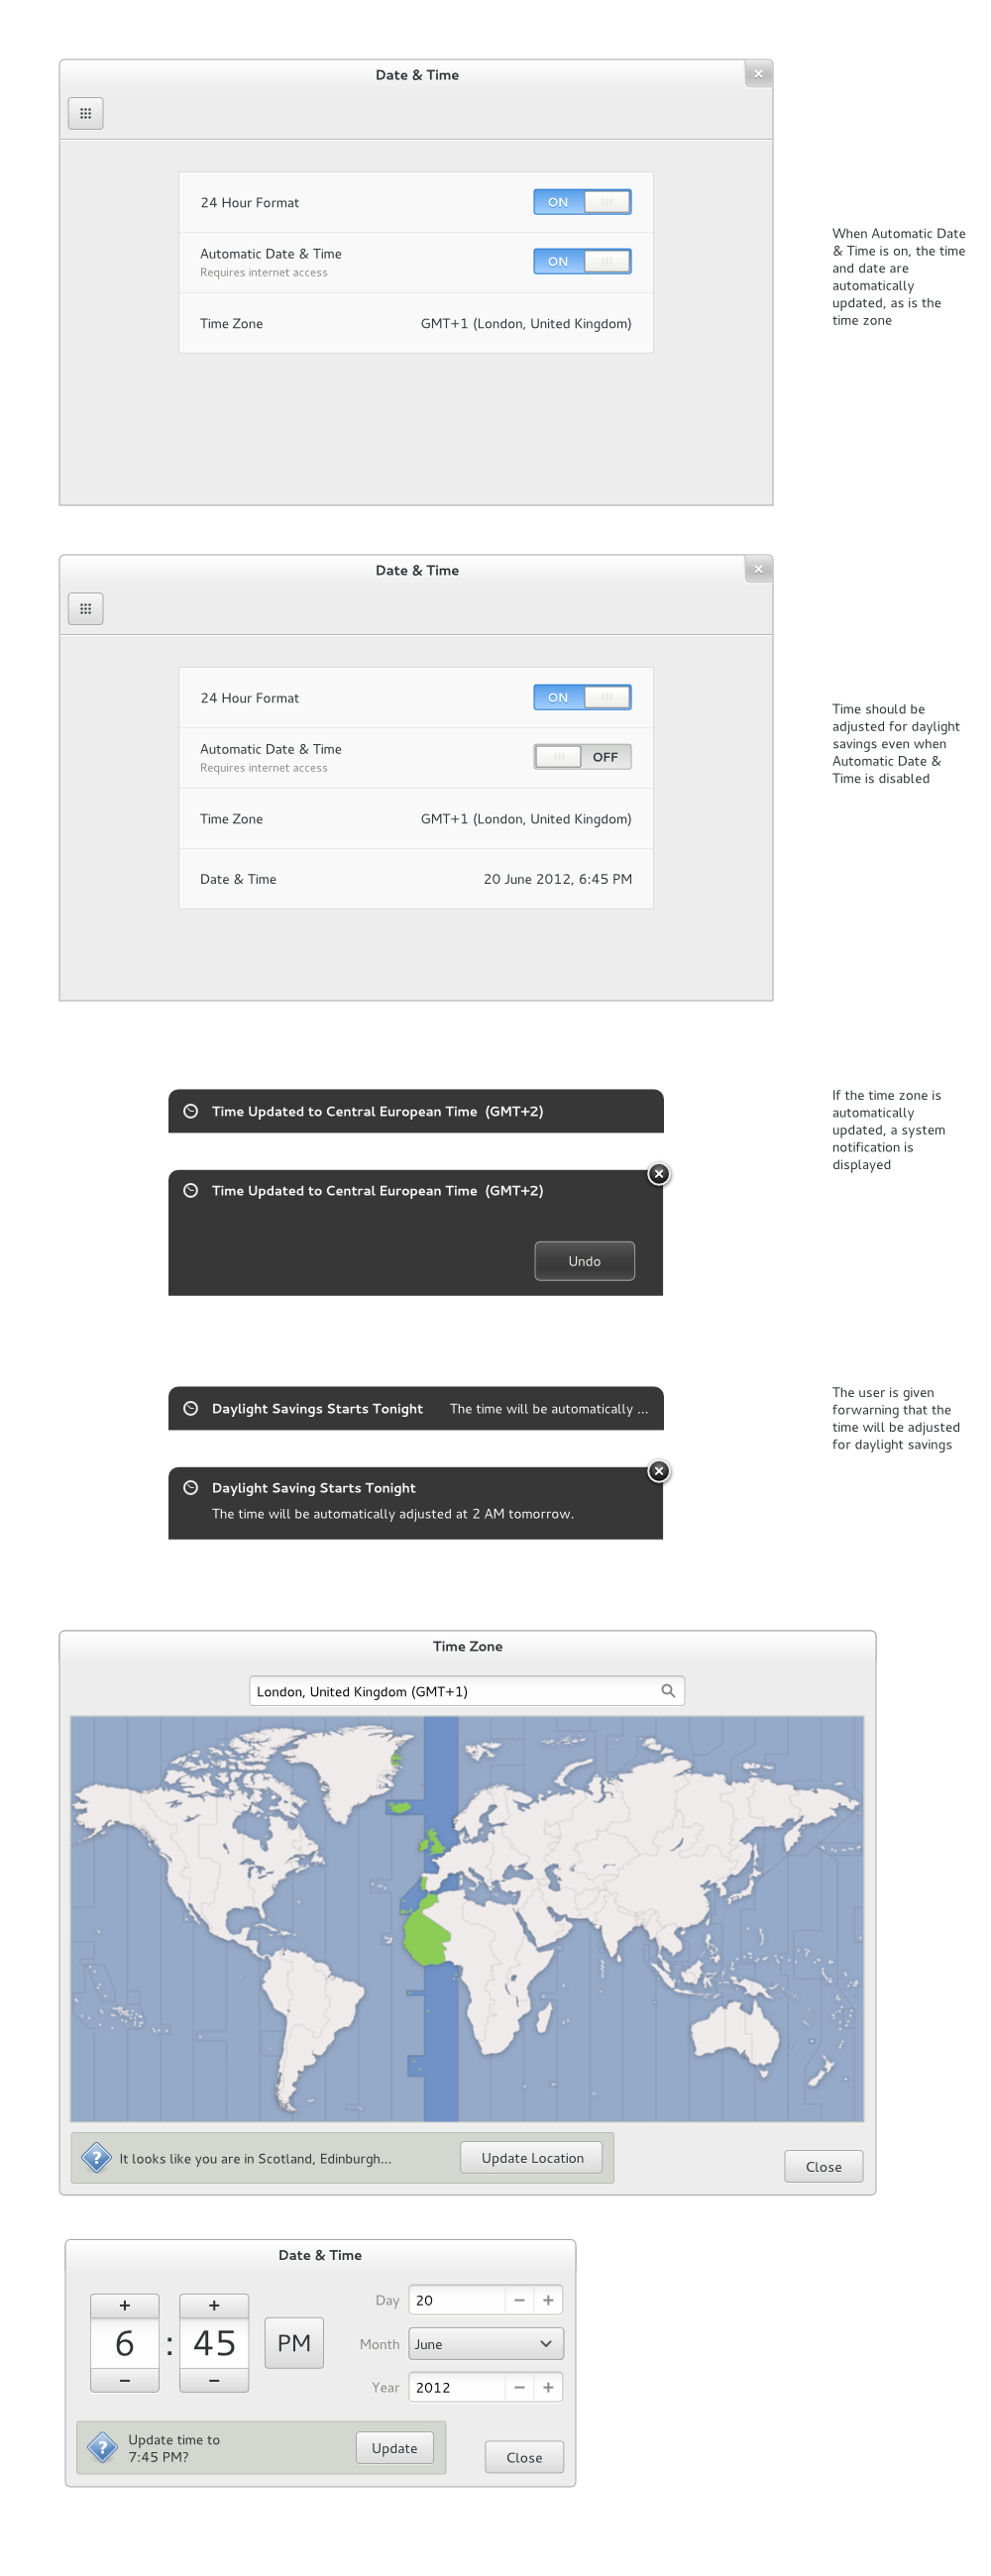 Date & Time
24 Hour Format
ON
Automatic Date & Time
Requires internet access
ON
Time Zone
GMT+1 (London, United Kingdom)
When Automatic Date
& Time is on, the time
and date are
automatically
updated, as is the
time zone
Date & Time
24 Hour Format
ON
Automatic Date & Time
Requires internet access
OFF
Time Zone
GMT+1 (London, United Kingdom)
Date & Time
20 June 2012, 6:45 PM
Time should be
adjusted for daylight
savings even when
Automatic Date &
Time is disabled
Time Updated to Central European Time (GMT+2)
Time Updated to Central European Time (GMT+2)
Undo
If the time zone is
automatically
updated, a system
notification is
displayed
Daylight Savings Starts Tonight The time will be automatically ...
Daylight Saving Starts Tonight
The time will be automatically adjusted at 2 AM tomorrow.
The user is given
forwarning that the
time will be adjusted
for daylight savings
Time Zone
London, United Kingdom (GMT+1)
It looks like you are in Scotland, Edinburgh...
Update Location
Close
Date & Time
6 : 45 PM
Day 20
Month June
Year 2012
Update time to
7:45 PM?
Update
Close